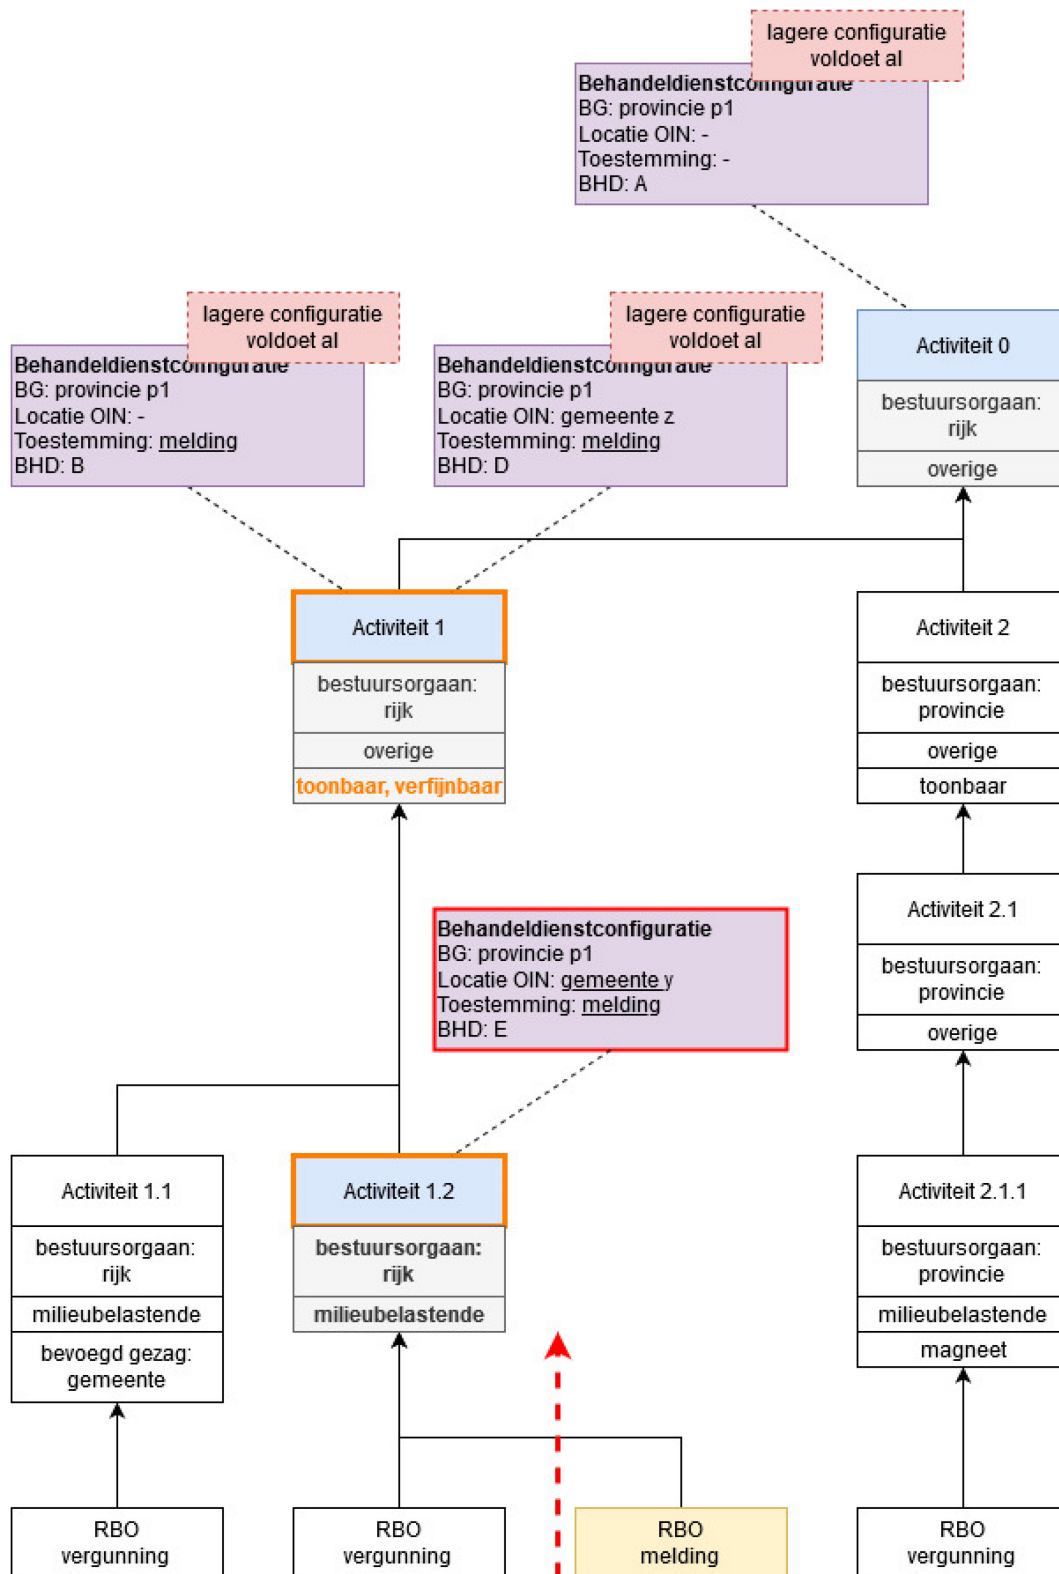 lagere configuratie
voldoet al
Behandeldienstconfiguratie
BG: provincie p1
Locatie OIN: -
Toestemming: -
BHD: A
lagere configuratie
voldoet al
Behandeldienstconfiguratie
BG: provincie p1
Locatie OIN: -
Toestemming: melding
BHD: B
lagere configuratie
voldoet al
Behandeldienstconfiguratie
BG: provincie p1
Locatie OIN: gemeente z
Toestemming: melding
BHD: D
Activiteit 0
bestuursorgaan:
rijk
overige
Activiteit 1
bestuursorgaan:
rijk
overige
toonbaar, verfijnbaar
Activiteit 2
bestuursorgaan:
provincie
overige
toonbaar
Behandeldienstconfiguratie
BG: provincie p1
Locatie OIN: gemeente y
Toestemming: melding
BHD: E
Activiteit 2.1
bestuursorgaan:
provincie
overige
Activiteit 1.1
bestuursorgaan:
rijk
milieubelastende
bevoegd gezag:
gemeente
Activiteit 1.2
bestuursorgaan:
rijk
milieubelastende
Activiteit 2.1.1
bestuursorgaan:
provincie
milieubelastende
magneet
RBO
vergunning
RBO
vergunning
RBO
melding
RBO
vergunning